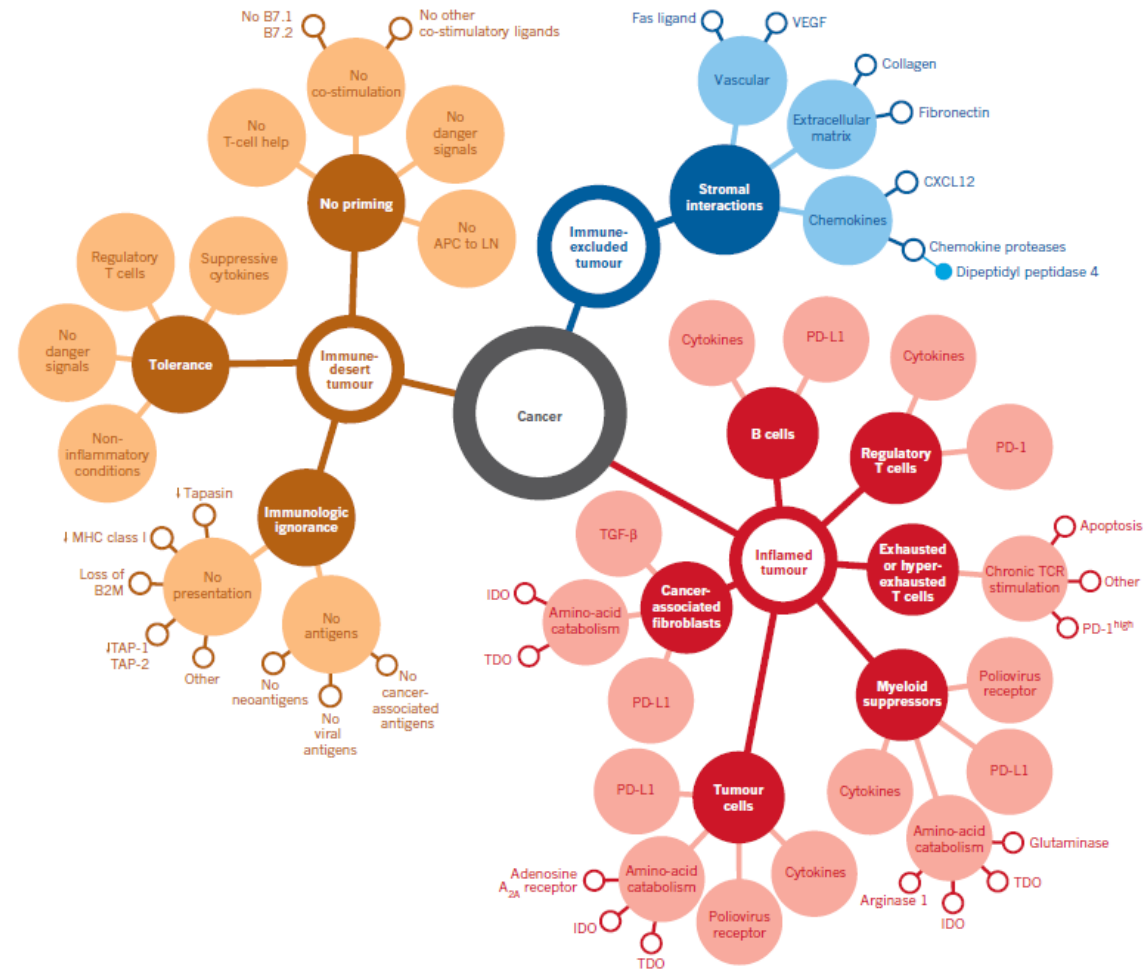 No B7.1
B7.2
No other
co-stimulatory ligands
No
co-stimulation
No
T-cell help
No
danger
signals
No priming
No
APC to LN
Regulatory
T cells
Suppressive
cytokines
No
danger
signals
Tolerance
Non-
inflammatory
conditions
Immune-
desert
tumour
Immunologic
ignorance
↓ Tapasin
↓ MHC class I
Loss of
B2M
↓TAP-1
TAP-2
Other
No
presentation
No
antigens
No
neoantigens
No
viral
antigens
No
cancer-
associated
antigens
Cancer
Immune-
excluded
tumour
Stromal
interactions
Fas ligand
VEGF
Vascular
Collagen
Extracellular
matrix
Fibronectin
CXCL12
Chemokines
Chemokine proteases
Dipeptidyl peptidase 4
Inflamed
tumour
Cytokines
PD-L1
B cells
Cytokines
Regulatory
T cells
PD-1
Exhausted
or hyper-
exhausted
T cells
Chronic TCR
stimulation
Apoptosis
Other
PD-1high
TGF-β
Cancer-
associated
fibroblasts
IDO
Amino-acid
catabolism
TDO
PD-L1
Myeloid
suppressors
Poliovirus
receptor
PD-L1
Cytokines
Amino-acid
catabolism
Glutaminase
TDO
IDO
Arginase 1
Tumour
cells
PD-L1
Amino-acid
catabolism
Adenosine
A2A receptor
IDO
TDO
Poliovirus
receptor
Cytokines